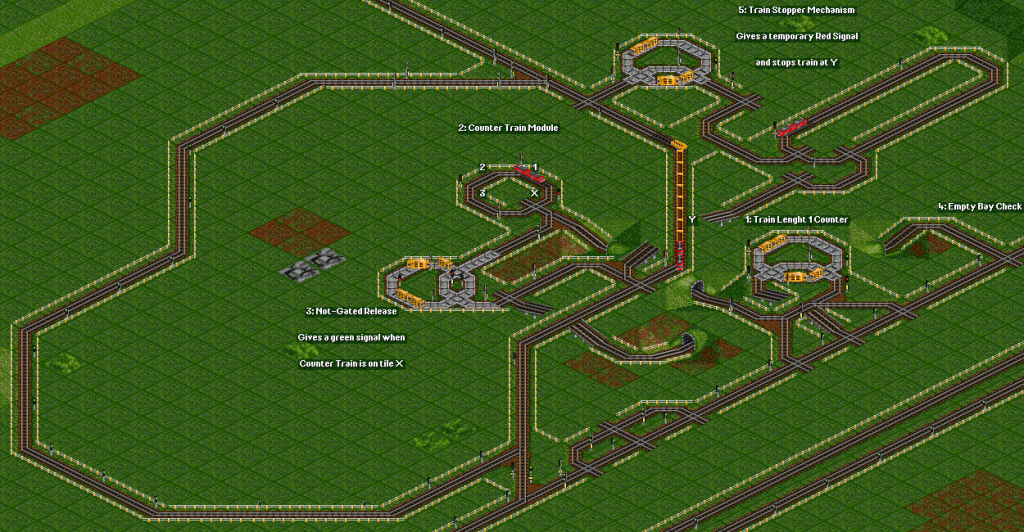 5: Train Stopper Mechanism
Gives a temporary Red Signal
and stops train at Y
2: Counter Train Module
2 1
3 X
4: Empty Bay Check
Y
1: Train Lenght 1 Counter
3: Not-Gated Release
Gives a green signal when
Counter Train is on tile X